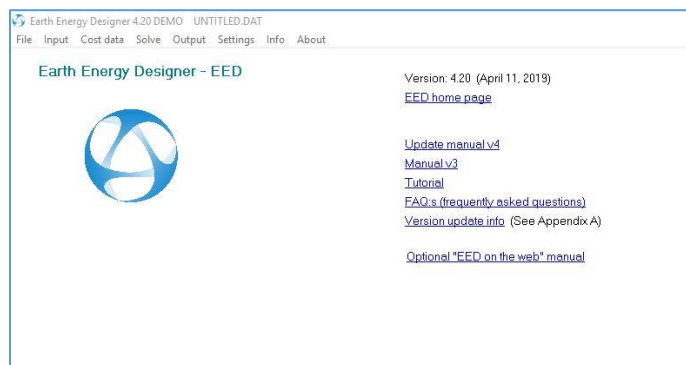 Earth Energy Designer 4.20 DEMO UNTITLED.DAT
File Input Cost data Solve Output Settings Info About
Earth Energy Designer - EED
Version: 4.20 (April 11, 2019)
EED home page
Update manual v4
Manual v3
Tutorial
FAQ:s (frequently asked questions)
Version update info (See Appendix A)
Optional "EED on the web" manual